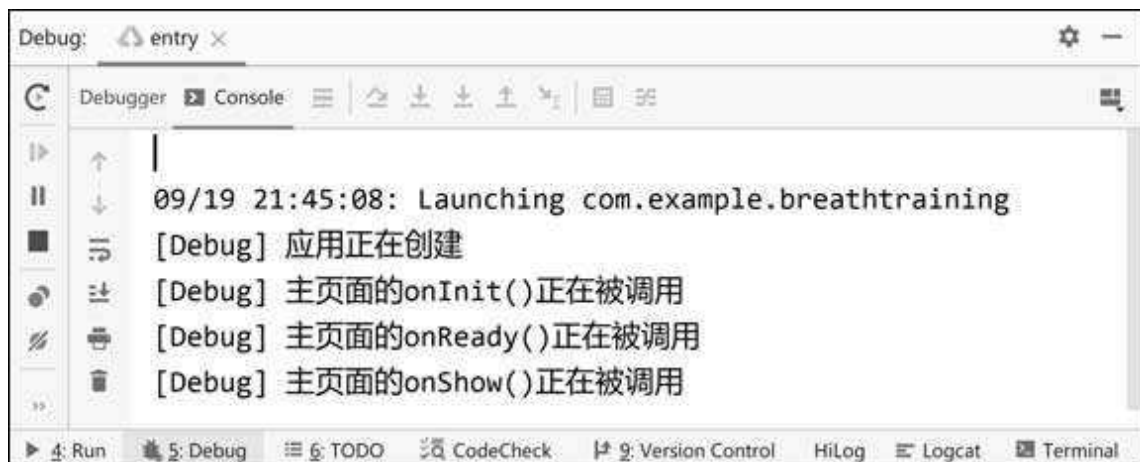 Debug: entry
Debugger Console
09/19 21:45:08: Launching com.example.breathtraining
[Debug] 应用正在创建
[Debug] 主页面的onInit()正在被调用
[Debug] 主页面的onReady()正在被调用
[Debug] 主页面的onShow()正在被调用
4: Run 5: Debug 6: TODO CodeCheck 9: Version Control HiLog Logcat Terminal